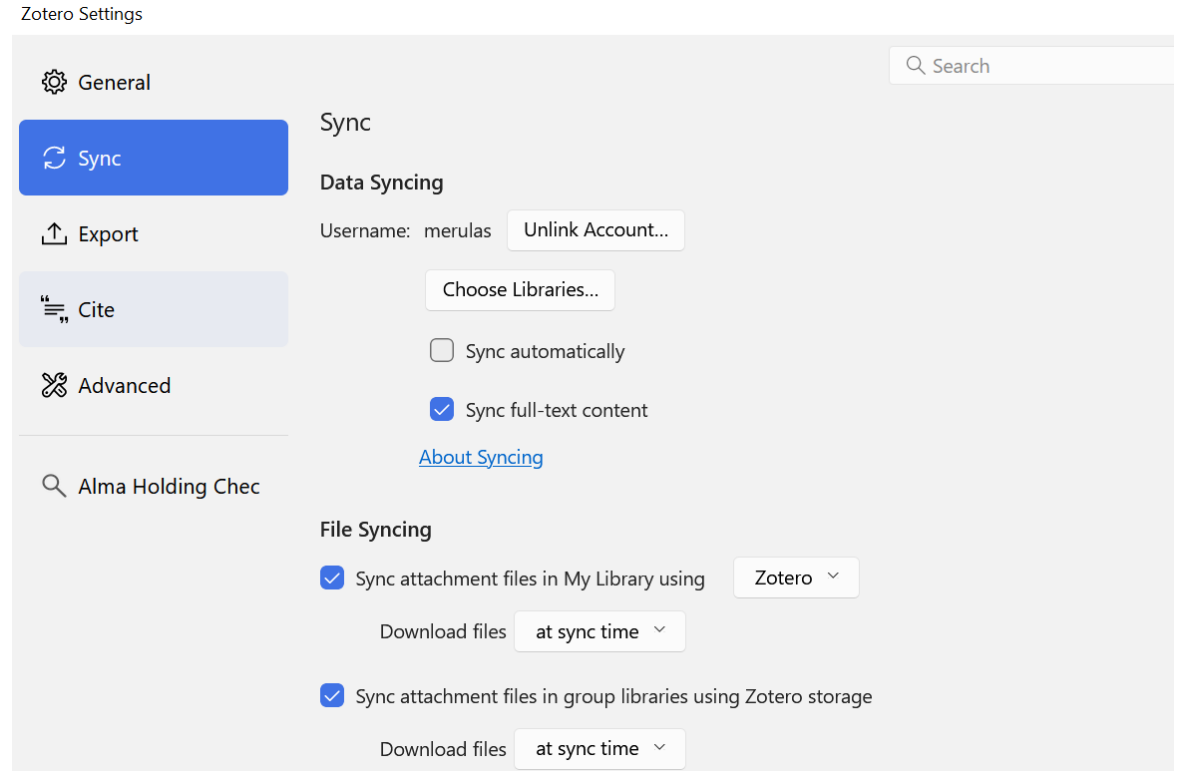 Zotero Settings
General
Sync
Export
Cite
Advanced
Alma Holding Chec
Search
Sync
Data Syncing
Username: merulas Unlink Account...
Choose Libraries...
Sync automatically
Sync full-text content
About Syncing
File Syncing
Sync attachment files in My Library using Zotero
Download files at sync time
Sync attachment files in group libraries using Zotero storage
Download files at sync time